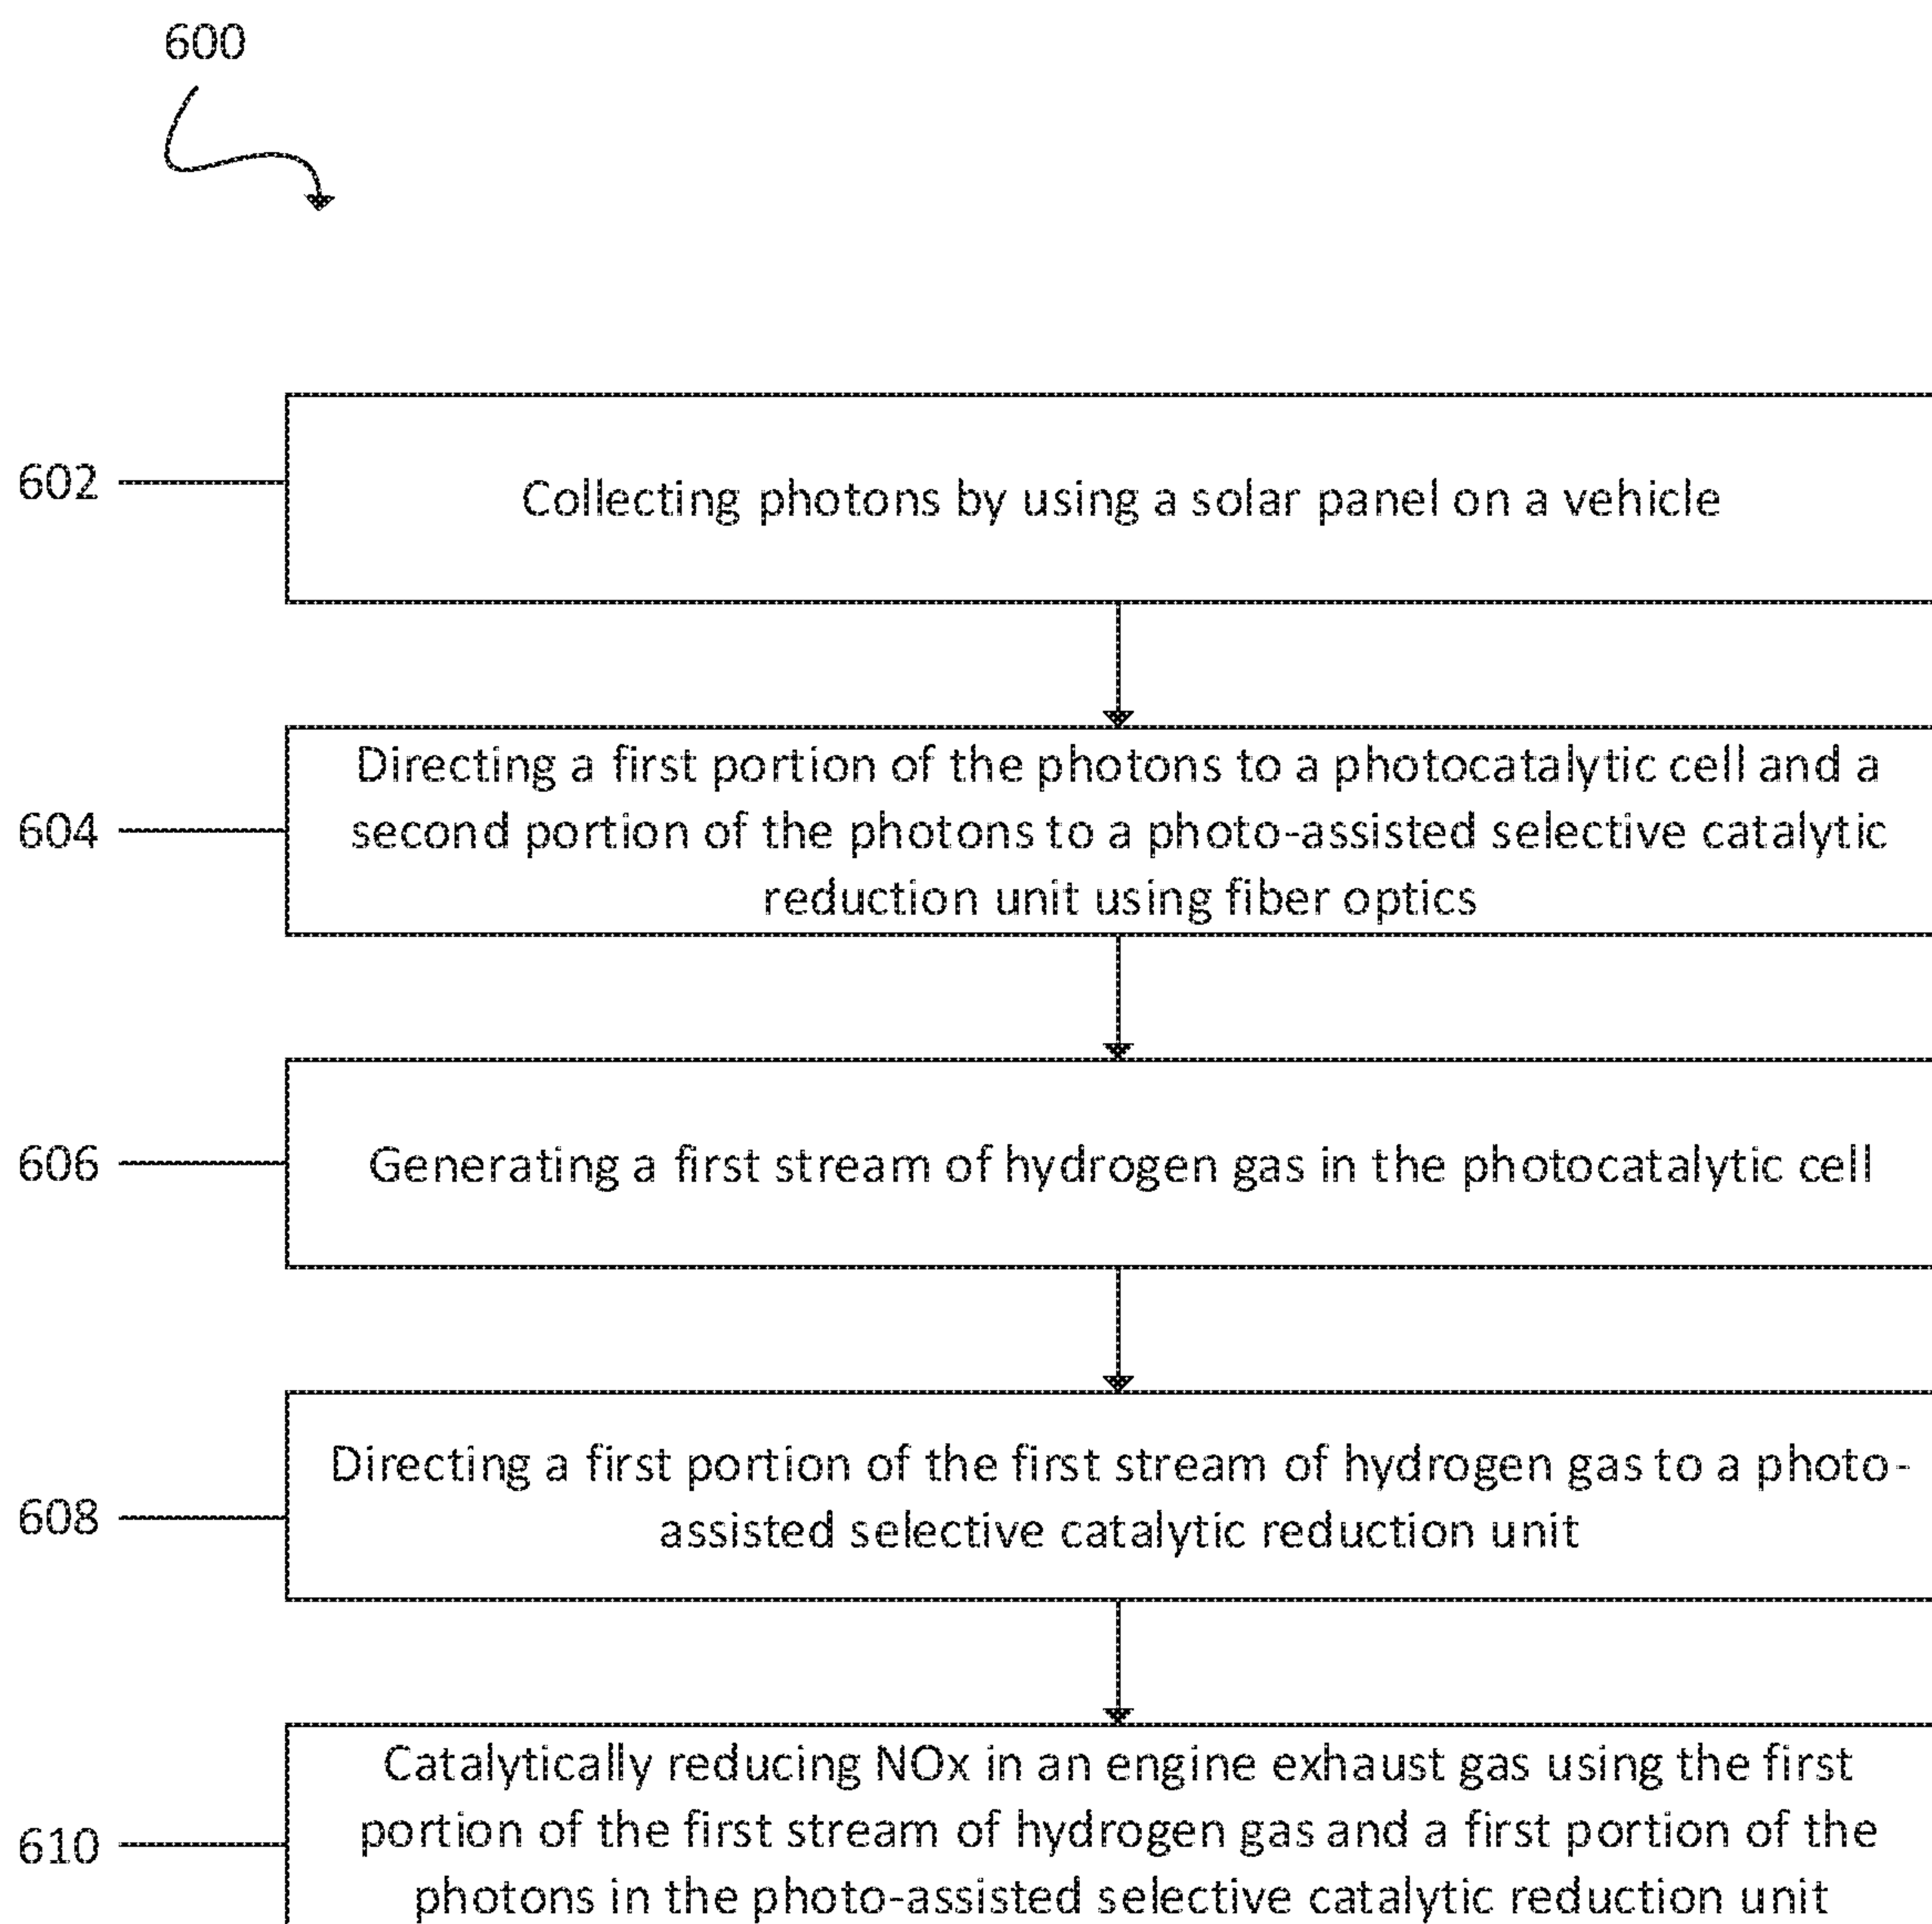 600
602
Collecting photons by using a solar panel on a vehicle
604
Directing a first portion of the photons to a photocatalytic cell and a
second portion of the photons to a photo-assisted selective catalytic
reduction unit using fiber optics
606
Generating a first stream of hydrogen gas in the photocatalytic cell
608
Directing a first portion of the first stream of hydrogen gas to a photo-
assisted selective catalytic reduction unit
610
Catalytically reducing NOx in an engine exhaust gas using the first
portion of the first stream of hydrogen gas and a first portion of the
photons in the photo-assisted selective catalytic reduction unit